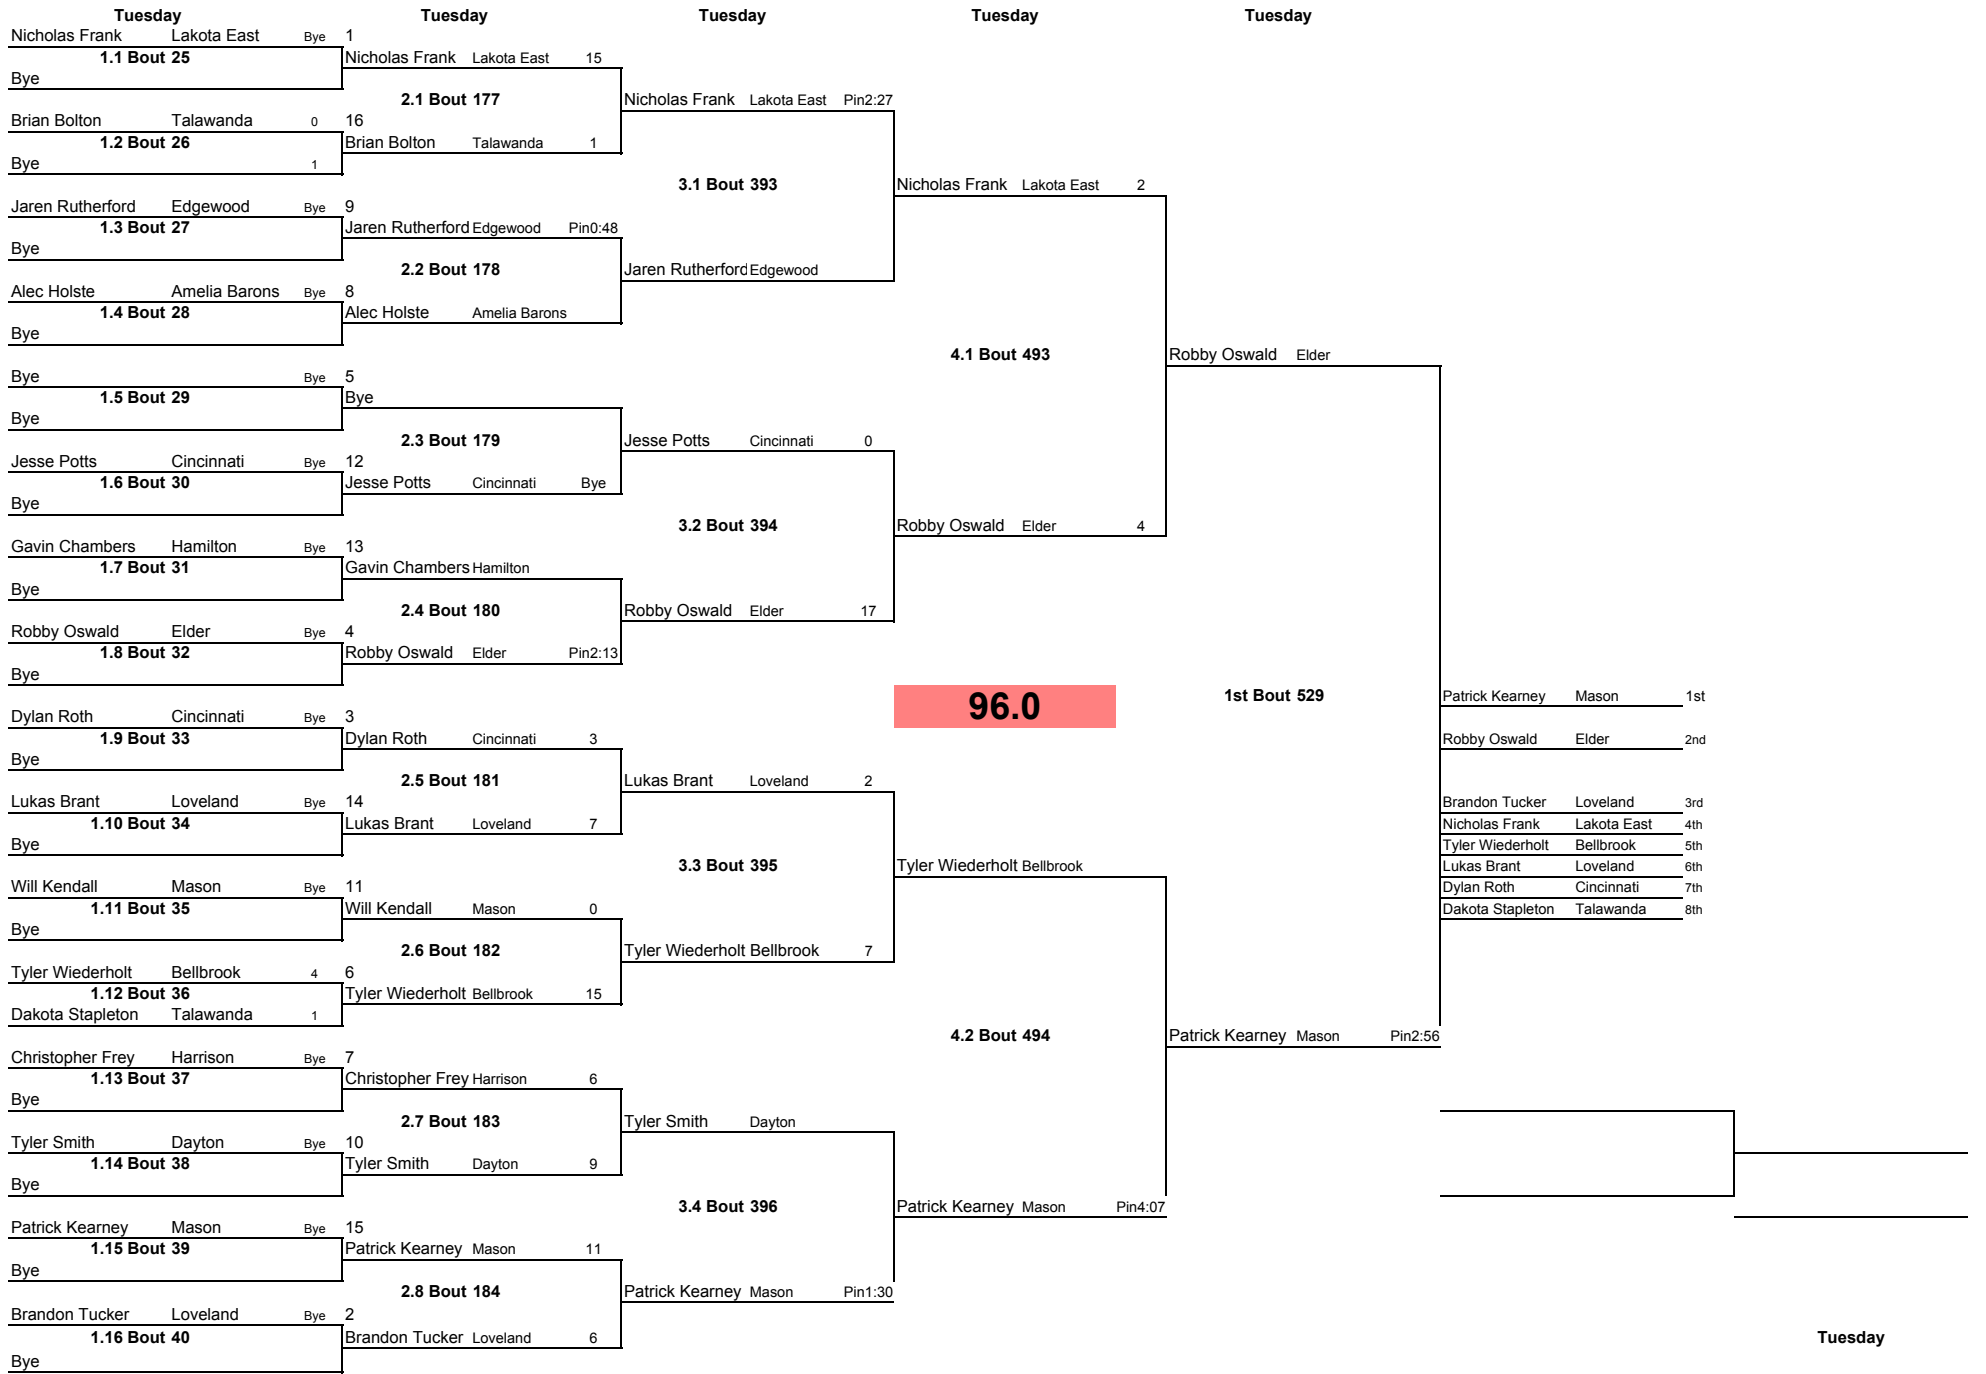 Tuesday Tuesday Tuesday Tuesday Tuesday
Nicholas Frank Lakota East Bye 1
1.1 Bout 25 Nicholas Frank Lakota East 15
Bye
2.1 Bout 177 Nicholas Frank Lakota East Pin2:27
Brian Bolton Talawanda 0 16
1.2 Bout 26 Brian Bolton Talawanda 1
Bye 1
3.1 Bout 393 Nicholas Frank Lakota East 2
Jaren Rutherford Edgewood Bye 9
1.3 Bout 27 Jaren Rutherford Edgewood Pin0:48
Bye
2.2 Bout 178 Jaren Rutherford Edgewood
Alec Holste Amelia Barons Bye 8
1.4 Bout 28 Alec Holste Amelia Barons
Bye
4.1 Bout 493 Robby Oswald Elder
Bye Bye 5
1.5 Bout 29 Bye
Bye
2.3 Bout 179 Jesse Potts Cincinnati 0
Jesse Potts Cincinnati Bye 12
1.6 Bout 30 Jesse Potts Cincinnati Bye
Bye
3.2 Bout 394 Robby Oswald Elder 4
Gavin Chambers Hamilton Bye 13
1.7 Bout 31 Gavin Chambers Hamilton
Bye
2.4 Bout 180 Robby Oswald Elder 17
Robby Oswald Elder Bye 4
1.8 Bout 32 Robby Oswald Elder Pin2:13
Bye
96.0 1st Bout 529 Patrick Kearney Mason 1st
Dylan Roth Cincinnati Bye 3
1.9 Bout 33 Dylan Roth Cincinnati 3 Robby Oswald Elder 2nd
Bye
2.5 Bout 181 Lukas Brant Loveland 2
Lukas Brant Loveland Bye 14 Brandon Tucker Loveland 3rd
1.10 Bout 34 Lukas Brant Loveland 7 Nicholas Frank Lakota East 4th
Bye Tyler Wiederholt Bellbrook 5th
3.3 Bout 395 Tyler Wiederholt Bellbrook Lukas Brant Loveland 6th
Will Kendall Mason Bye 11 Dylan Roth Cincinnati 7th
1.11 Bout 35 Will Kendall Mason 0 Dakota Stapleton Talawanda 8th
Bye
2.6 Bout 182 Tyler Wiederholt Bellbrook 7
Tyler Wiederholt Bellbrook 4 6
1.12 Bout 36 Tyler Wiederholt Bellbrook 15
Dakota Stapleton Talawanda 1
4.2 Bout 494 Patrick Kearney Mason Pin2:56
Christopher Frey Harrison Bye 7
1.13 Bout 37 Christopher Frey Harrison 6
Bye
2.7 Bout 183 Tyler Smith Dayton
Tyler Smith Dayton Bye 10
1.14 Bout 38 Tyler Smith Dayton 9
Bye
3.4 Bout 396 Patrick Kearney Mason Pin4:07
Patrick Kearney Mason Bye 15
1.15 Bout 39 Patrick Kearney Mason 11
Bye
2.8 Bout 184 Patrick Kearney Mason Pin1:30
Brandon Tucker Loveland Bye 2
1.16 Bout 40 Brandon Tucker Loveland 6 Tuesday
Bye